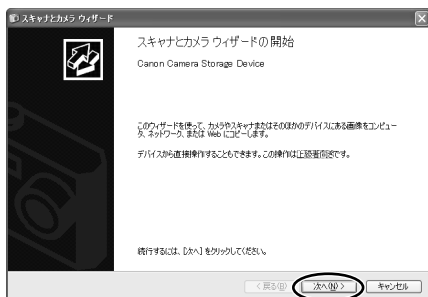 スキャナとカメラ ウィザード
スキャナとカメラ ウィザードの開始
Canon Camera Storage Device
このウィザードを使って、カメラやスキャナまたはそのほかのデバイスにある画像をコンピュー
タ、ネットワーク、または Web にコピーします。
デバイスから直接操作することもできます。この操作は上級者向きです。
続行するには、[次へ] をクリックしてください。
< 戻る(B) 次へ(N) > キャンセル